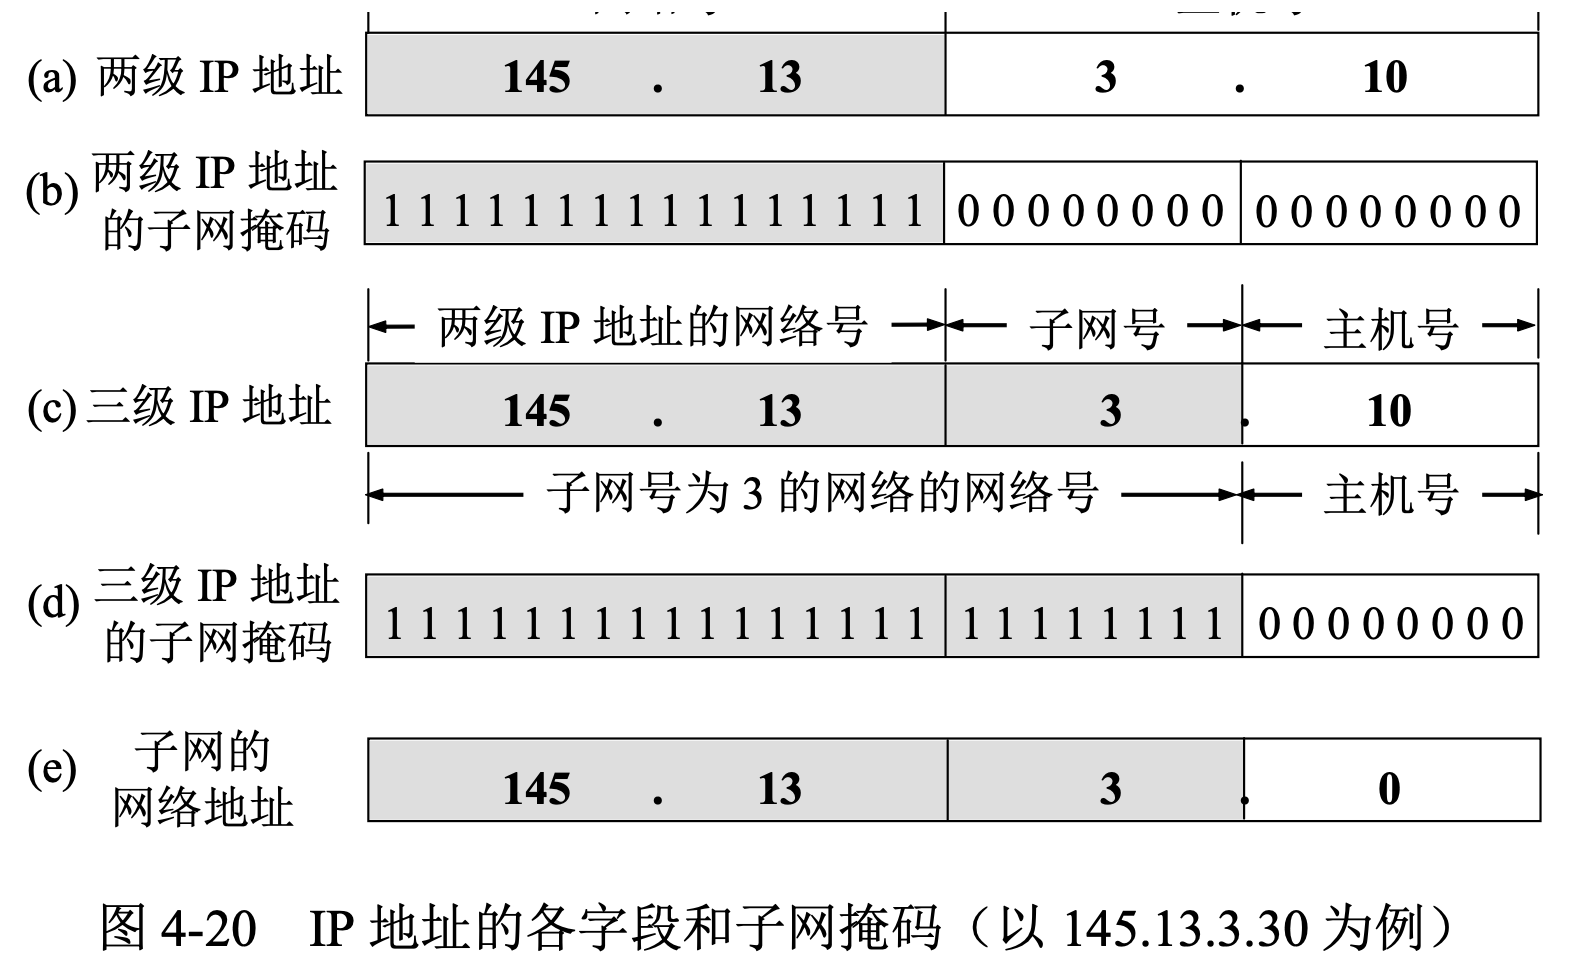 (a) 两级 IP 地址 145 . 13 3 . 10
(b) 两级 IP 地址
的子网掩码
1 1 1 1 1 1 1 1 1 1 1 1 1 1 1 1 0 0 0 0 0 0 0 0 0 0 0 0 0 0 0 0
两级 IP 地址的网络号 子网号 主机号
(c) 三级 IP 地址 145 . 13 3 . 10
子网号为 3 的网络的网络号 主机号
(d) 三级 IP 地址
的子网掩码
1 1 1 1 1 1 1 1 1 1 1 1 1 1 1 1 1 1 1 1 1 1 1 1 0 0 0 0 0 0 0 0
(e) 子网的
网络地址
145 . 13 3 . 0
图 4-20 IP 地址的各字段和子网掩码（以 145.13.3.30 为例）